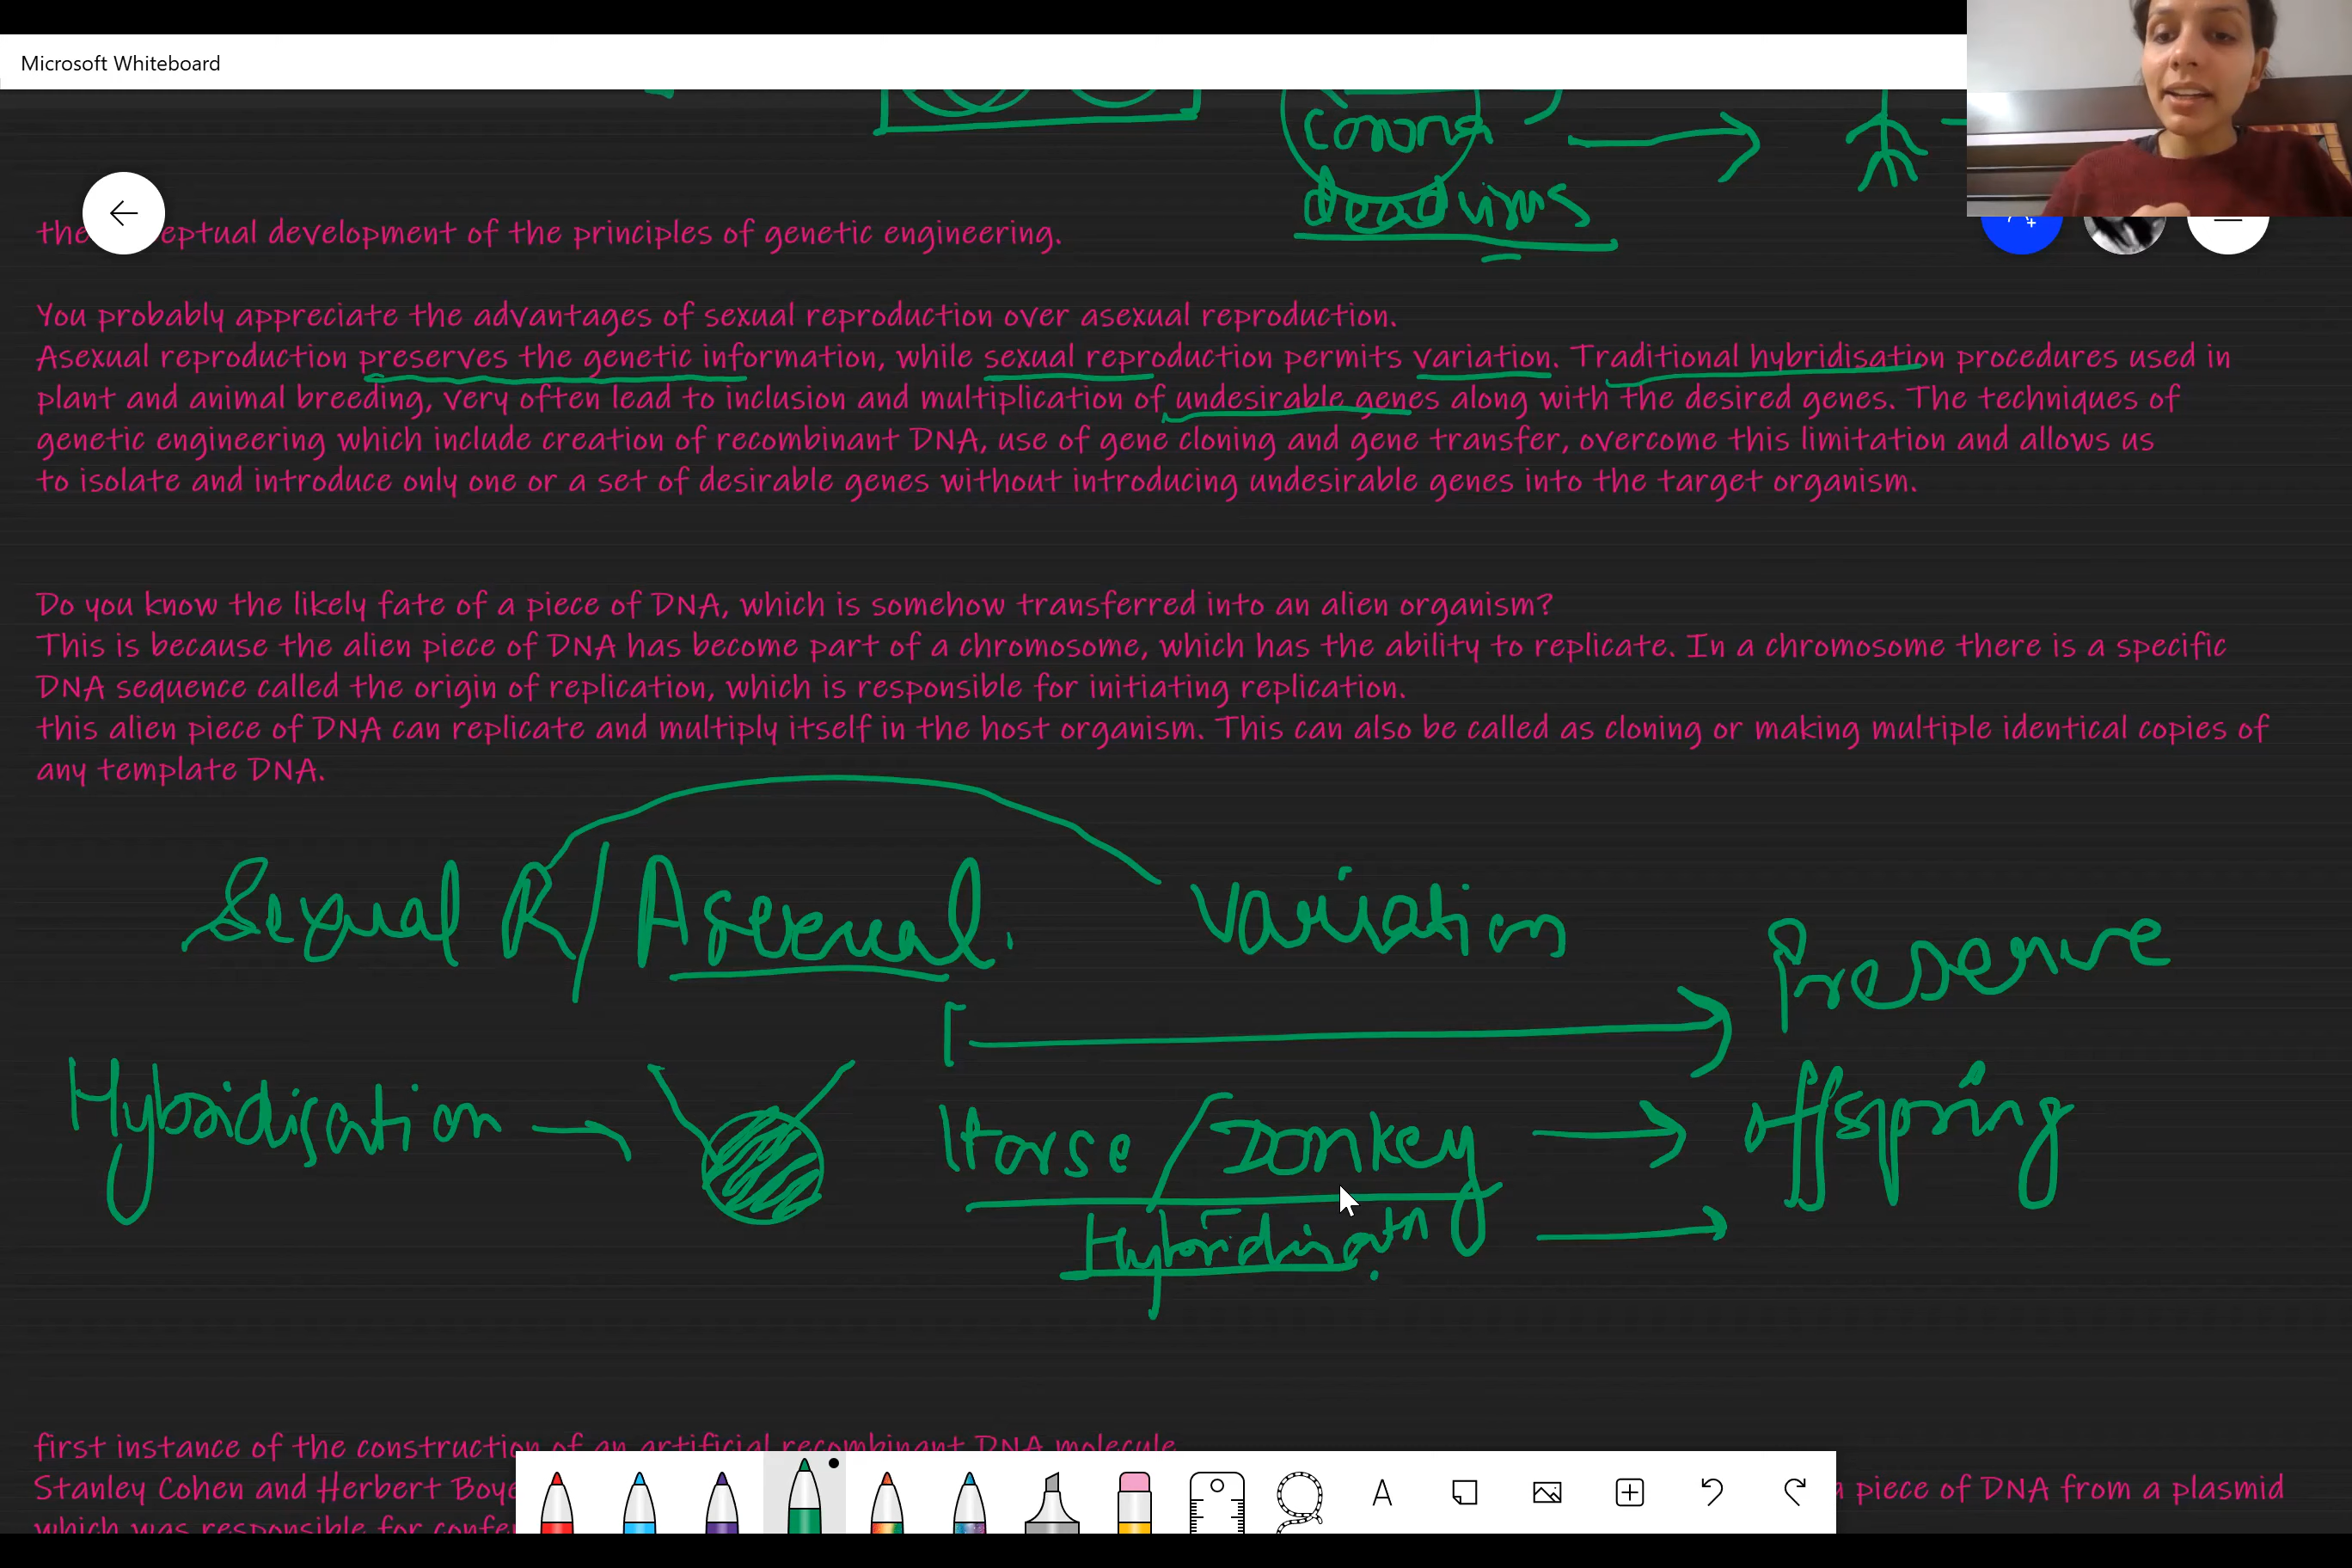 Microsoft Whiteboard
corona
dead virus
the eptual development of the principles of genetic engineering.
You probably appreciate the advantages of sexual reproduction over asexual reproduction.
Asexual reproduction preserves the genetic information, while sexual reproduction permits variation. Traditional hybridisation procedures used in
plant and animal breeding, very often lead to inclusion and multiplication of undesirable genes along with the desired genes. The techniques of
genetic engineering which include creation of recombinant DNA, use of gene cloning and gene transfer, overcome this limitation and allows us
to isolate and introduce only one or a set of desirable genes without introducing undesirable genes into the target organism.
Do you know the likely fate of a piece of DNA, which is somehow transferred into an alien organism?
This is because the alien piece of DNA has become part of a chromosome, which has the ability to replicate. In a chromosome there is a specific
DNA sequence called the origin of replication, which is responsible for initiating replication.
this alien piece of DNA can replicate and multiply itself in the host organism. This can also be called as cloning or making multiple identical copies of
any template DNA.
Sexual R/Asexual. Variation
Preserve
Hybridisation
Horse/Donkey offspring
Hybridisatn
first instance of the construction of an artificial recombinant DNA molecule
Stanley Cohen and Herbert Boye a piece of DNA from a plasmid
which was responsible for confer